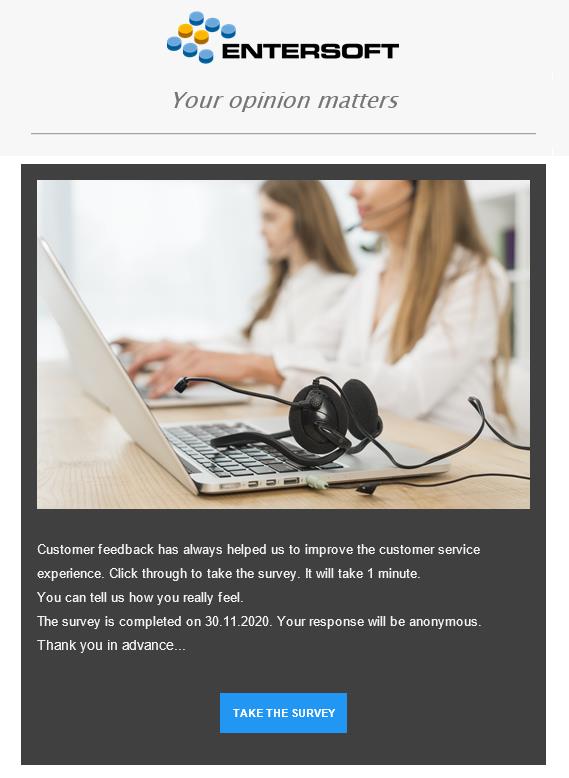 ENTERSOFT
Your opinion matters
Customer feedback has always helped us to improve the customer service
experience. Click through to take the survey. It will take 1 minute.
You can tell us how you really feel.
The survey is completed on 30.11.2020. Your response will be anonymous.
Thank you in advance...
TAKE THE SURVEY